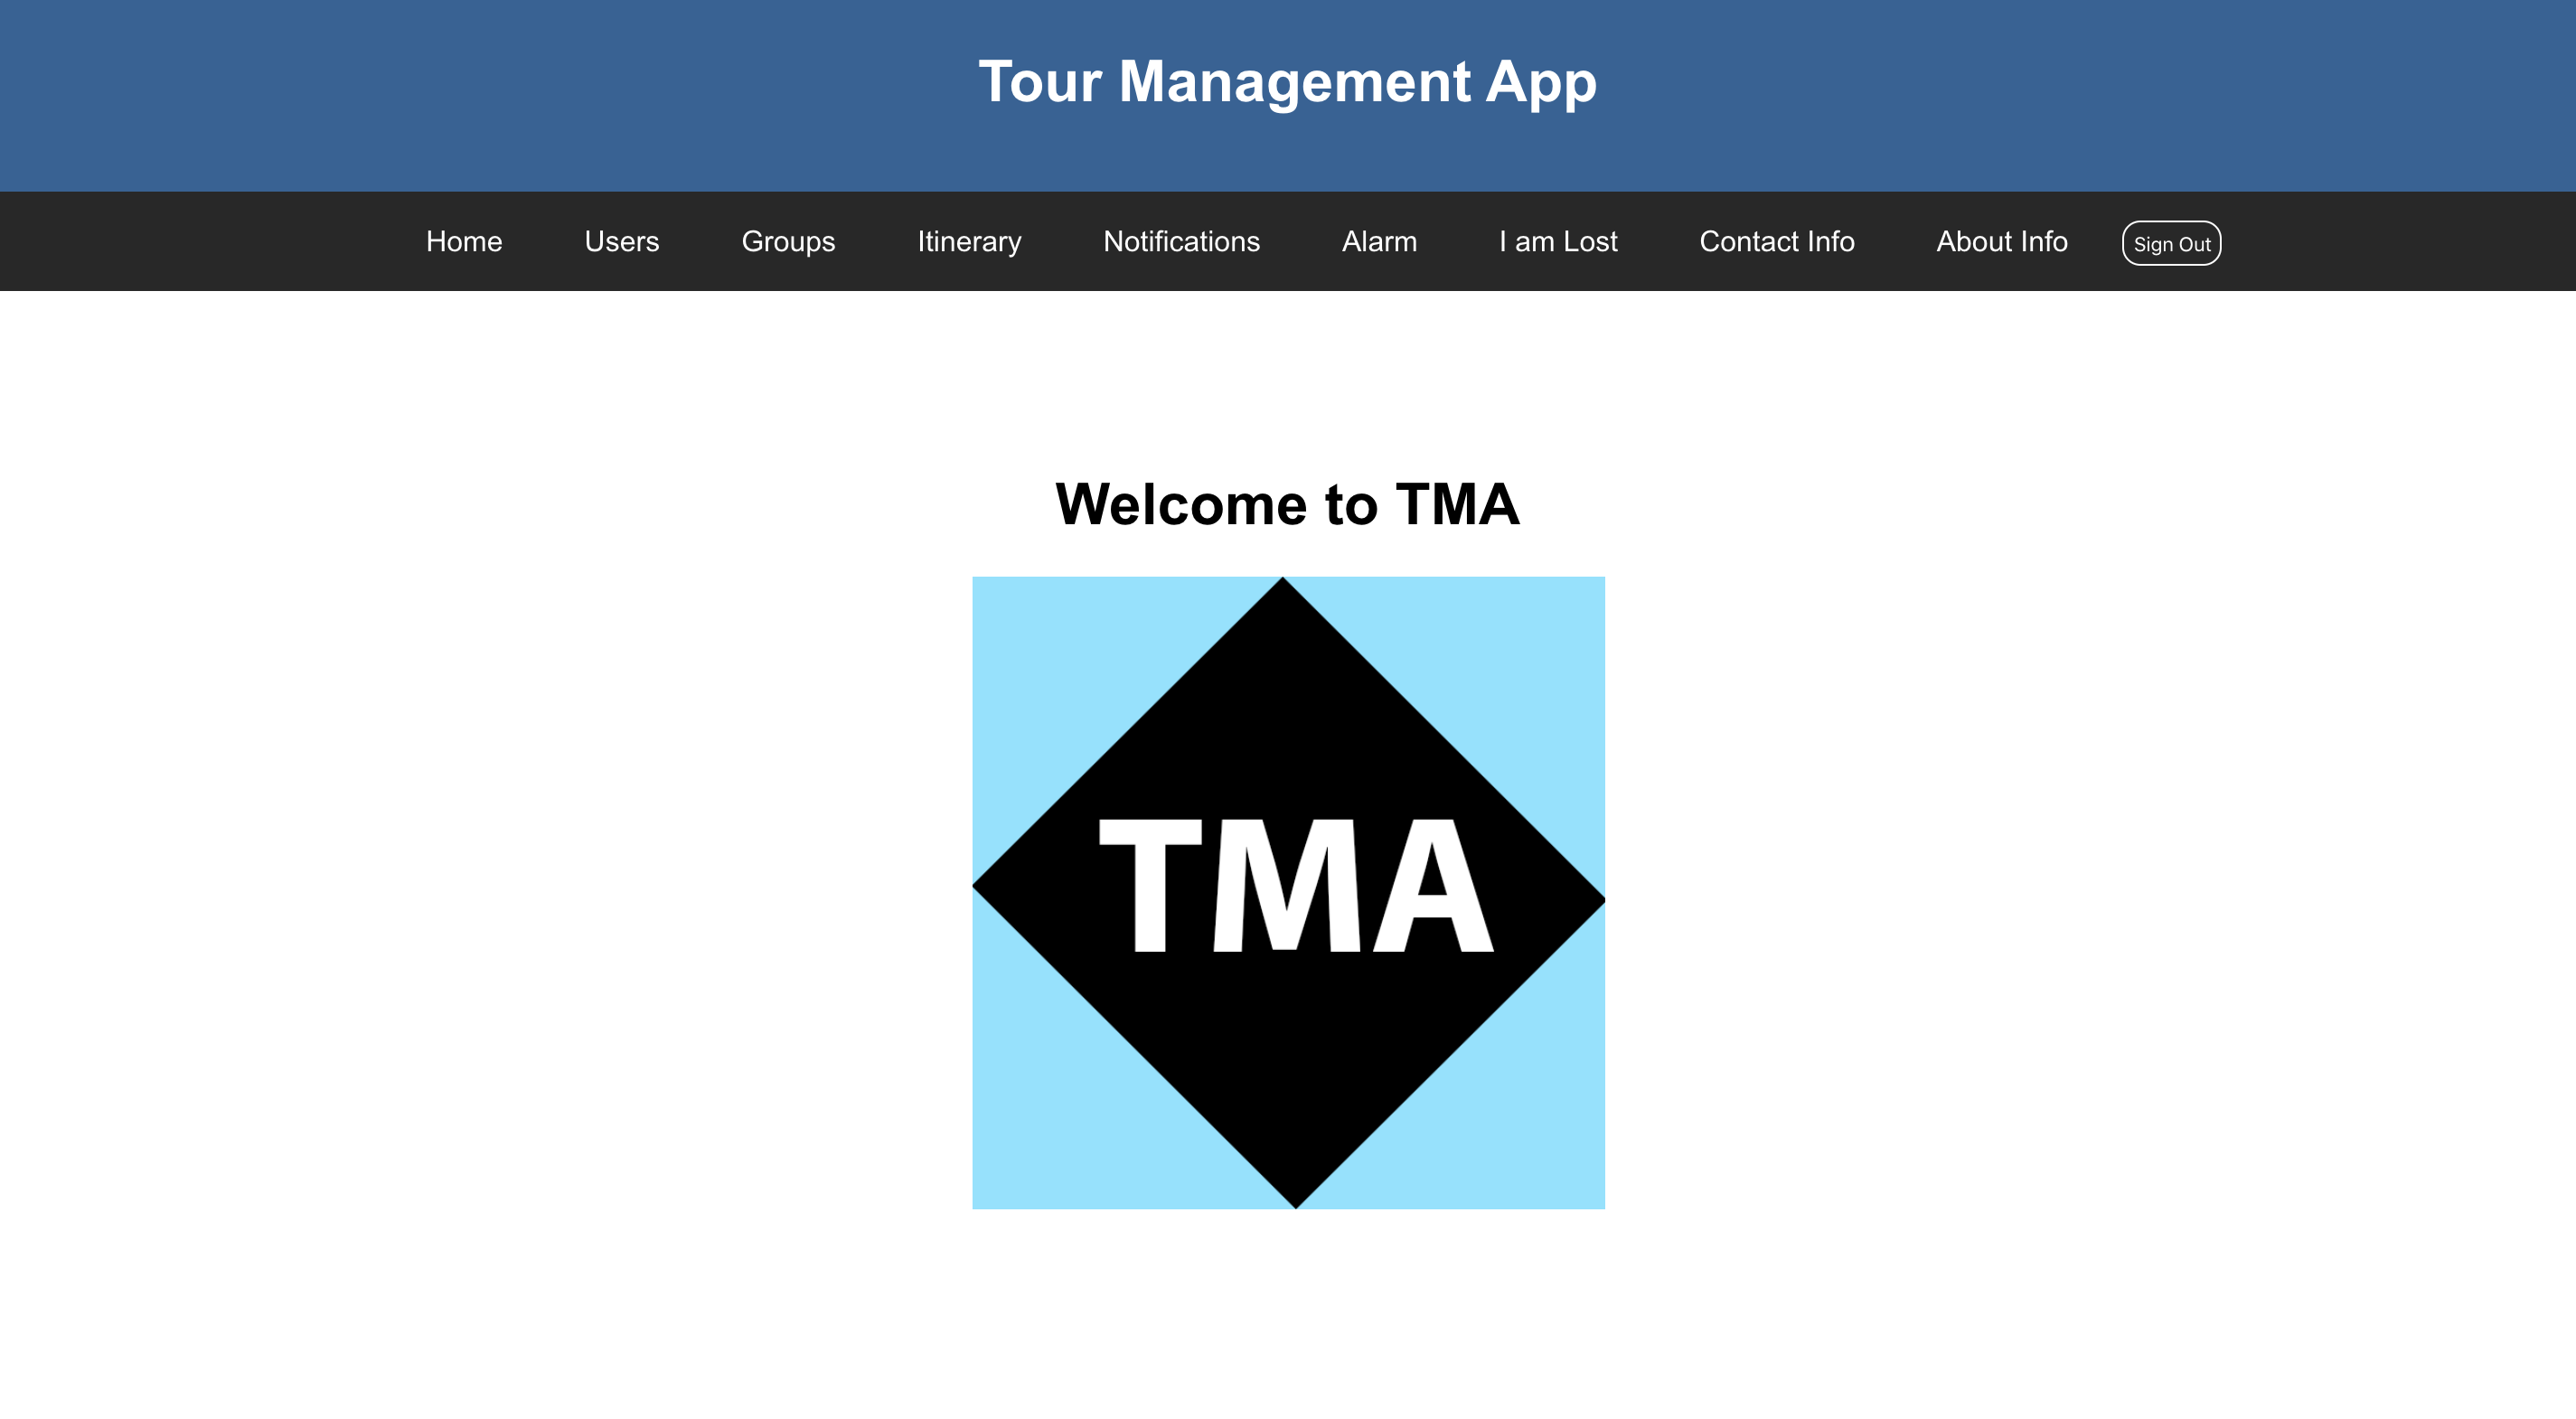 Tour Management App
Home Users Groups Itinerary Notifications Alarm I am Lost Contact Info About Info Sign Out
Welcome to TMA
TMA